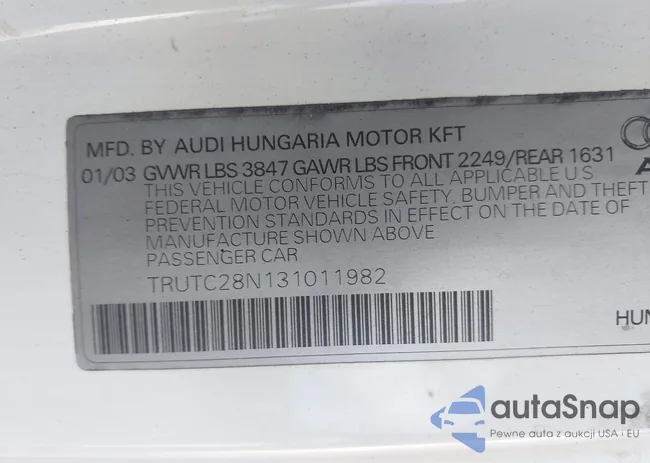 MFD. BY AUDI HUNGARIA MOTOR KFT
01/03 GVWR LBS 3847 GAWR LBS FRONT 2249/REAR 1631
THIS VEHICLE CONFORMS TO ALL APPLICABLE U S
FEDERAL MOTOR VEHICLE SAFETY, BUMPER AND THEFT
PREVENTION STANDARDS IN EFFECT ON THE DATE OF
MANUFACTURE SHOWN ABOVE
PASSENGER CAR
TRUTC28N131011982
HUN
autaSnap
Pewne auta z aukcji USA i EU